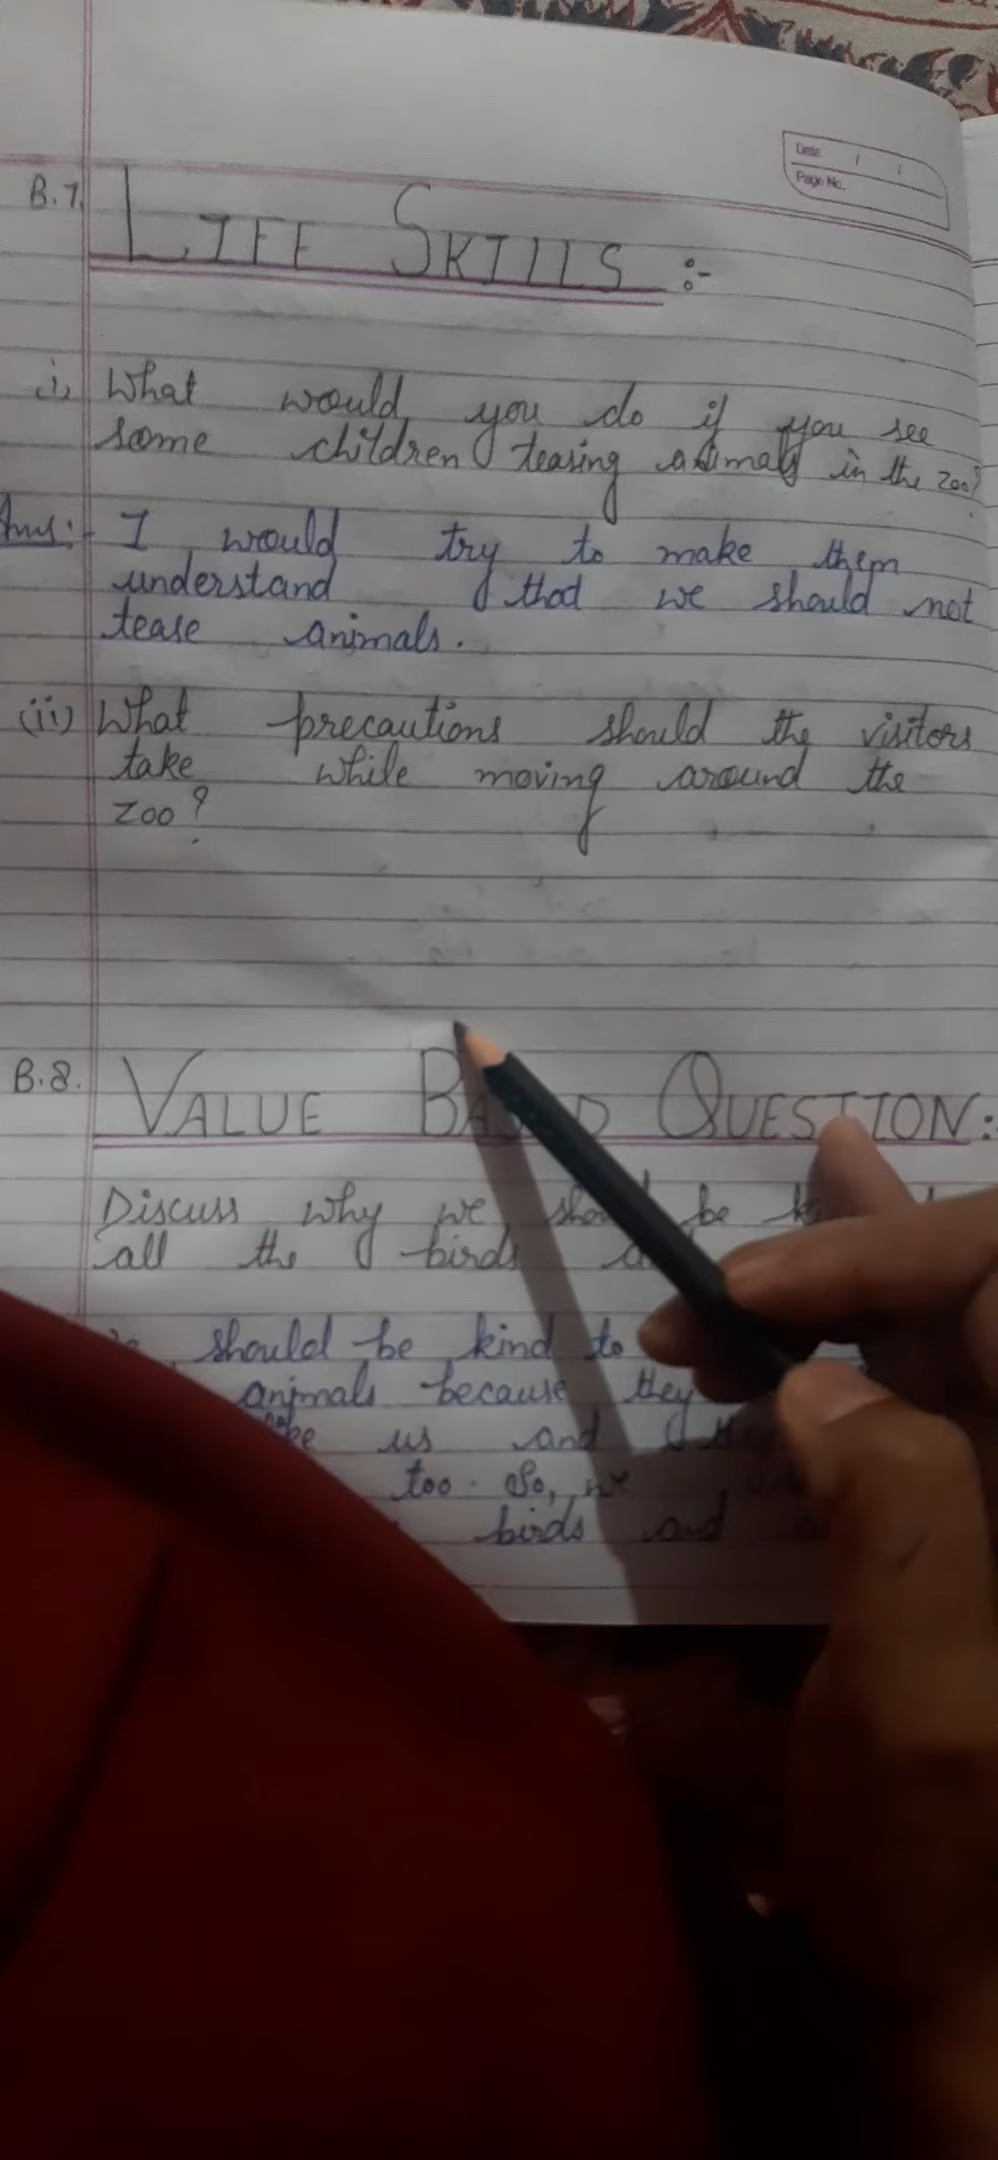 Date / /
Page No.
B.7. LIFE SKILLS :-
i, What would you do if you see
some children teasing animals in the zoo?
Ans:- I would try to make them
understand that we should not
tease animals.
(ii) What precautions should the visitors
take while moving around the
zoo?
B.8. VALUE BASED QUESTION:
Discuss why we should be
all the birds
should be kind to
animals because they
us and
too. So, we
birds and